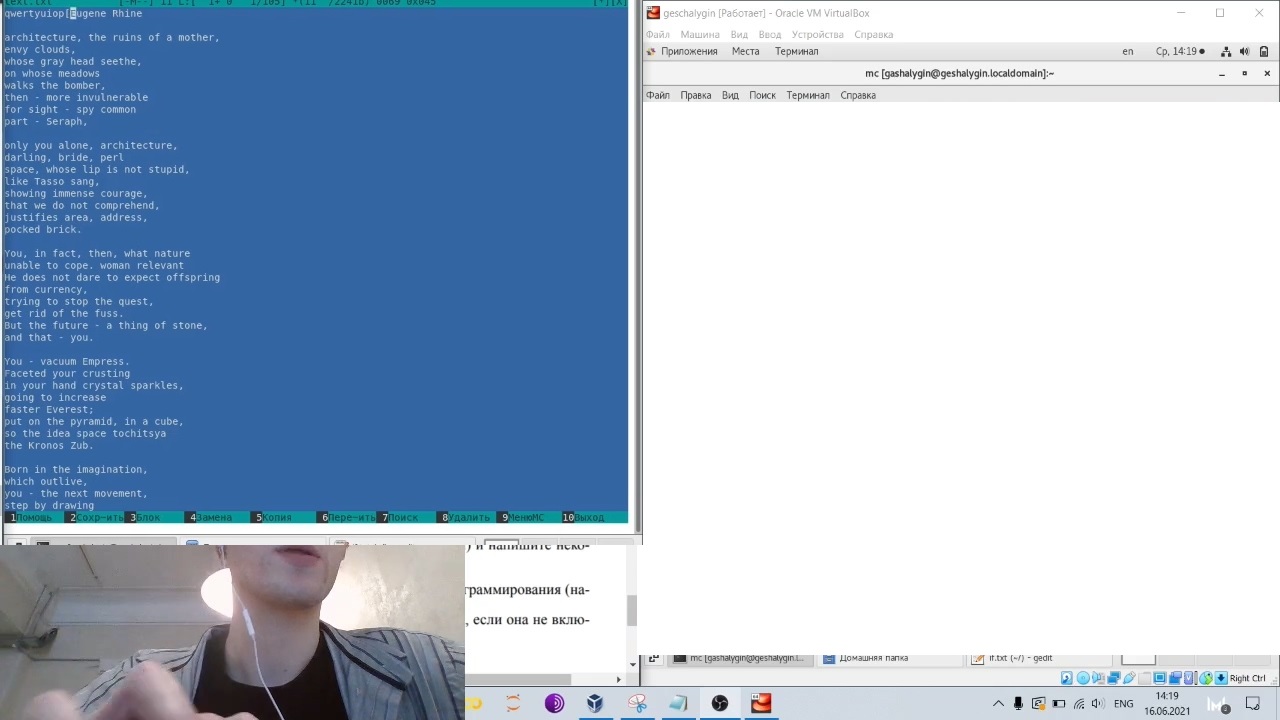 text.txt [-M--] 11 L:[ 1+ 0 1/105] *(11 /2241b) 0069 0x045 [*][X]
qwertyuiop[Eugene Rhine
architecture, the ruins of a mother,
envy clouds,
whose gray head seethe,
on whose meadows
walks the bomber,
then - more invulnerable
for sight - spy common
part - Seraph,
only you alone, architecture,
darling, bride, perl
space, whose lip is not stupid,
like Tasso sang,
showing immense courage,
that we do not comprehend,
justifies area, address,
pocked brick.
You, in fact, then, what nature
unable to cope. woman relevant
He does not dare to expect offspring
from currency,
trying to stop the quest,
get rid of the fuss.
But the future - a thing of stone,
and that - you.
You - vacuum Empress.
Faceted your crusting
in your hand crystal sparkles,
going to increase
faster Everest;
put on the pyramid, in a cube,
so the idea space tochitsya
the Kronos Zub.
Born in the imagination,
which outlive,
you - the next movement,
step by drawing
1Помощь 2Сохр~ить 3Блок 4Замена 5Копия 6Пере~ить 7Поиск 8Удалить 9МенюMC 10Выход
) и напишите неко-
граммирования (на-
, если она не вклю-
geschalygin [Работает] - Oracle VM VirtualBox
Файл Машина Вид Ввод Устройства Справка
Приложения Места Терминал en Ср, 14:19
mc [gashalygin@geshalygin.localdomain]:~
Файл Правка Вид Поиск Терминал Справка
mc [gashalygin@geshalygin.l... Домашняя папка if.txt (~/) - gedit
Right Ctrl
ENG 14:19
16.06.2021